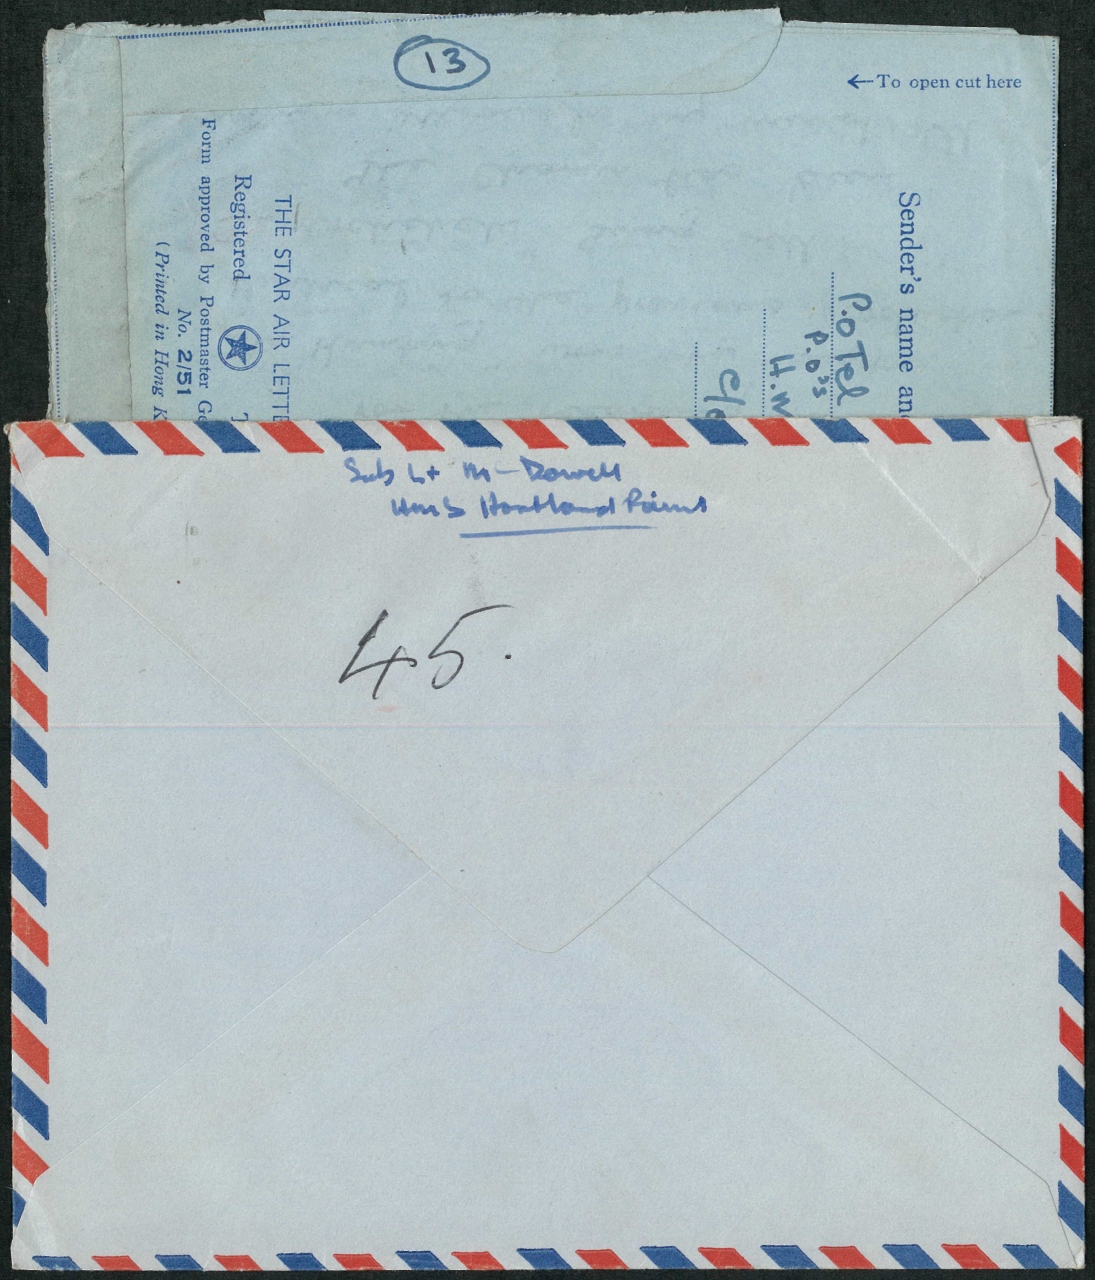 13
←To open cut here
Sender's name an
P.O Tel
P.O's
H.M
c/o
THE STAR AIR LETTE
Registered T
Form approved by Postmaster Ge
No. 2/51
(Printed in Hong K
Sub Lt M-Dowell
HMS Hartland Point
45.